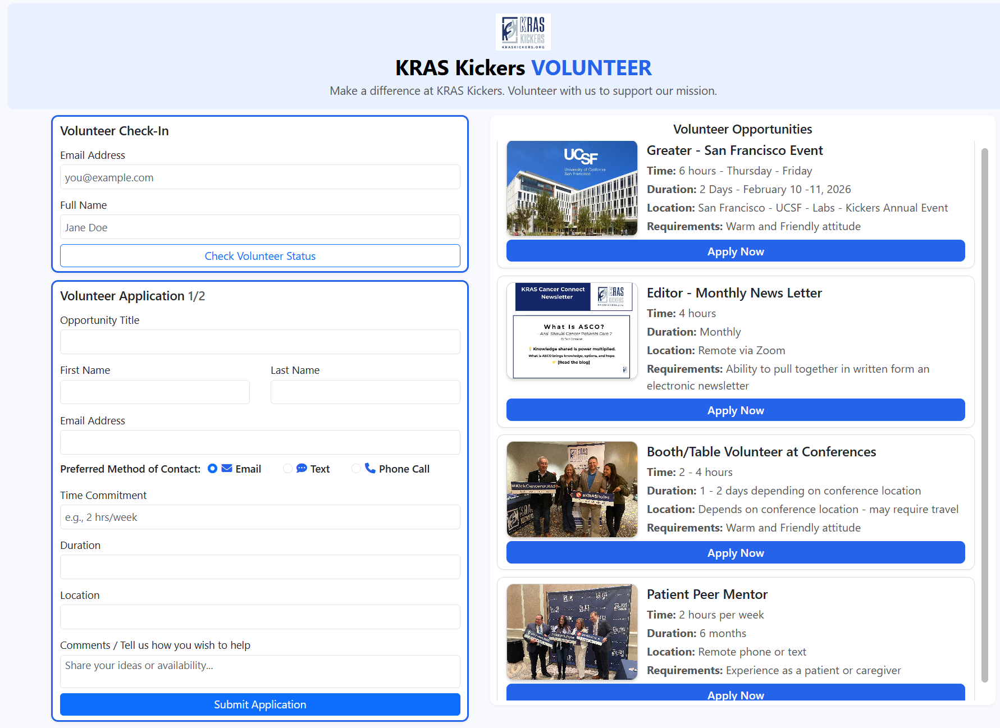 KRAS
KICKERS
KRASKICKERS.ORG
KRAS Kickers VOLUNTEER
Make a difference at KRAS Kickers. Volunteer with us to support our mission.
Volunteer Check-In
Email Address
you@example.com
Full Name
Jane Doe
Check Volunteer Status
Volunteer Application 1/2
Opportunity Title
First Name
Last Name
Email Address
Preferred Method of Contact: Email Text Phone Call
Time Commitment
e.g., 2 hrs/week
Duration
Location
Comments / Tell us how you wish to help
Share your ideas or availability...
Submit Application
Volunteer Opportunities
UCSF
University of California
San Francisco
Greater - San Francisco Event
Time: 6 hours - Thursday - Friday
Duration: 2 Days - February 10 -11, 2026
Location: San Francisco - UCSF - Labs - Kickers Annual Event
Requirements: Warm and Friendly attitude
Apply Now
KRAS Cancer Connect
Newsletter
KRAS
KICKERS
KRASKICKERS.ORG
What Is ASCO?
—And Should Cancer Patients Care ?
By Terri Conneran
Knowledge shared is power multiplied.
What is ASCO brings knowledge, options, and hope.
[Read the blog]
Editor - Monthly News Letter
Time: 4 hours
Duration: Monthly
Location: Remote via Zoom
Requirements: Ability to pull together in written form an
electronic newsletter
Apply Now
KRAS
KICKERS
#KickCancersKRAS
#KRASholes
KRAS
KICKERS
Booth/Table Volunteer at Conferences
Time: 2 - 4 hours
Duration: 1 - 2 days depending on conference location
Location: Depends on conference location - may require travel
Requirements: Warm and Friendly attitude
Apply Now
Patient Peer Mentor
Time: 2 hours per week
Duration: 6 months
Location: Remote phone or text
Requirements: Experience as a patient or caregiver
Apply Now